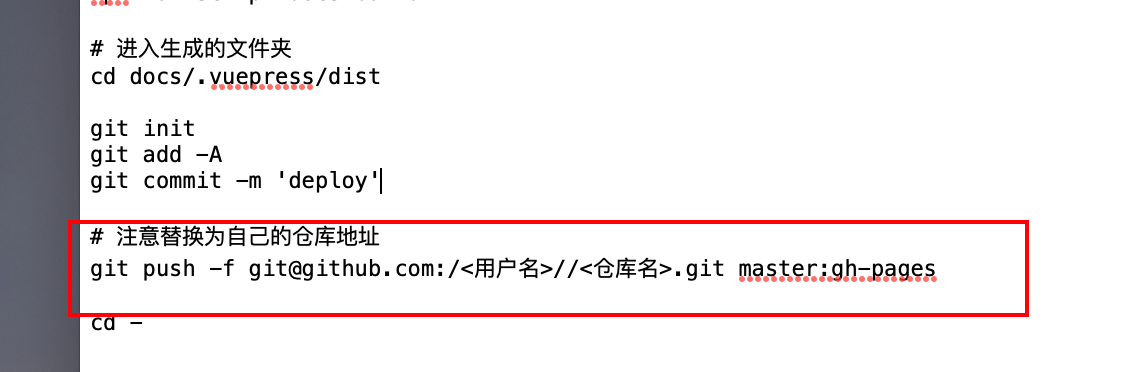 # 进入生成的文件夹
cd docs/.vuepress/dist
git init
git add -A
git commit -m 'deploy'
# 注意替换为自己的仓库地址
git push -f git@github.com:/<用户名>//<仓库名>.git master:gh-pages
cd -